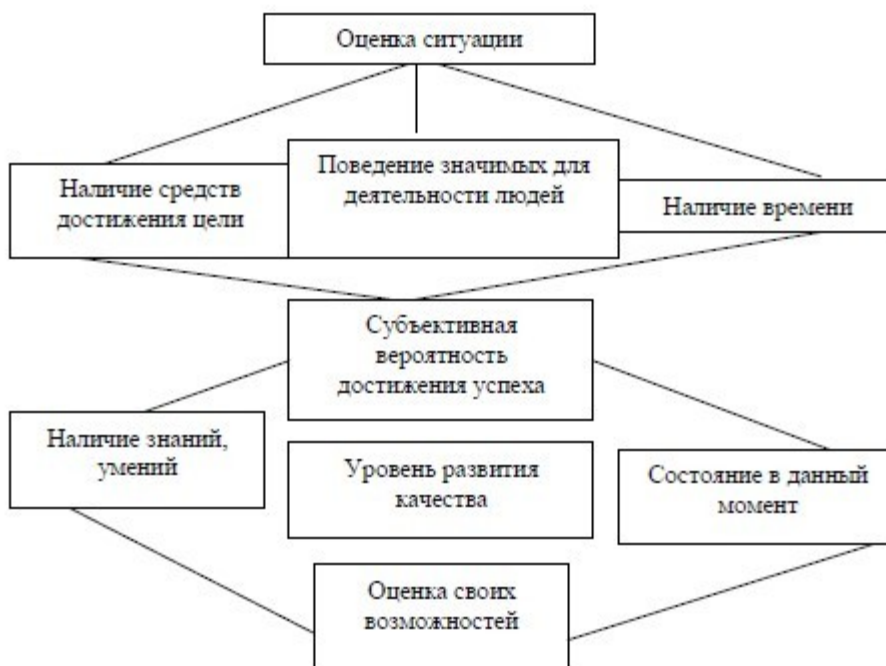 Оценка ситуации
Наличие средств
достижения цели
Поведение значимых для
деятельности людей
Наличие времени
Субъективная
вероятность
достижения успеха
Наличие знаний,
умений
Уровень развития
качества
Состояние в данный
момент
Оценка своих
возможностей